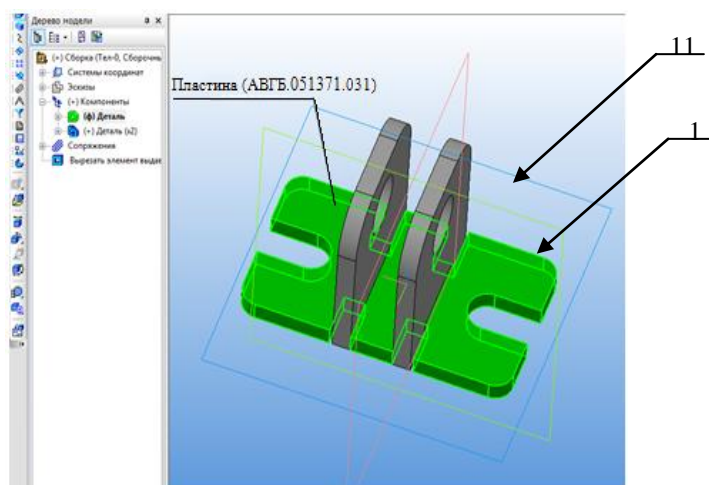 Дерево модели
(+) Сборка (Тел-0, Сборочнь
Системы координат
Эскизы
(+) Компоненты
(ф) Деталь
(+) Деталь (x2)
Сопряжения
Вырезать элемент выдав
Пластина (АВГБ.051371.031)
11
1